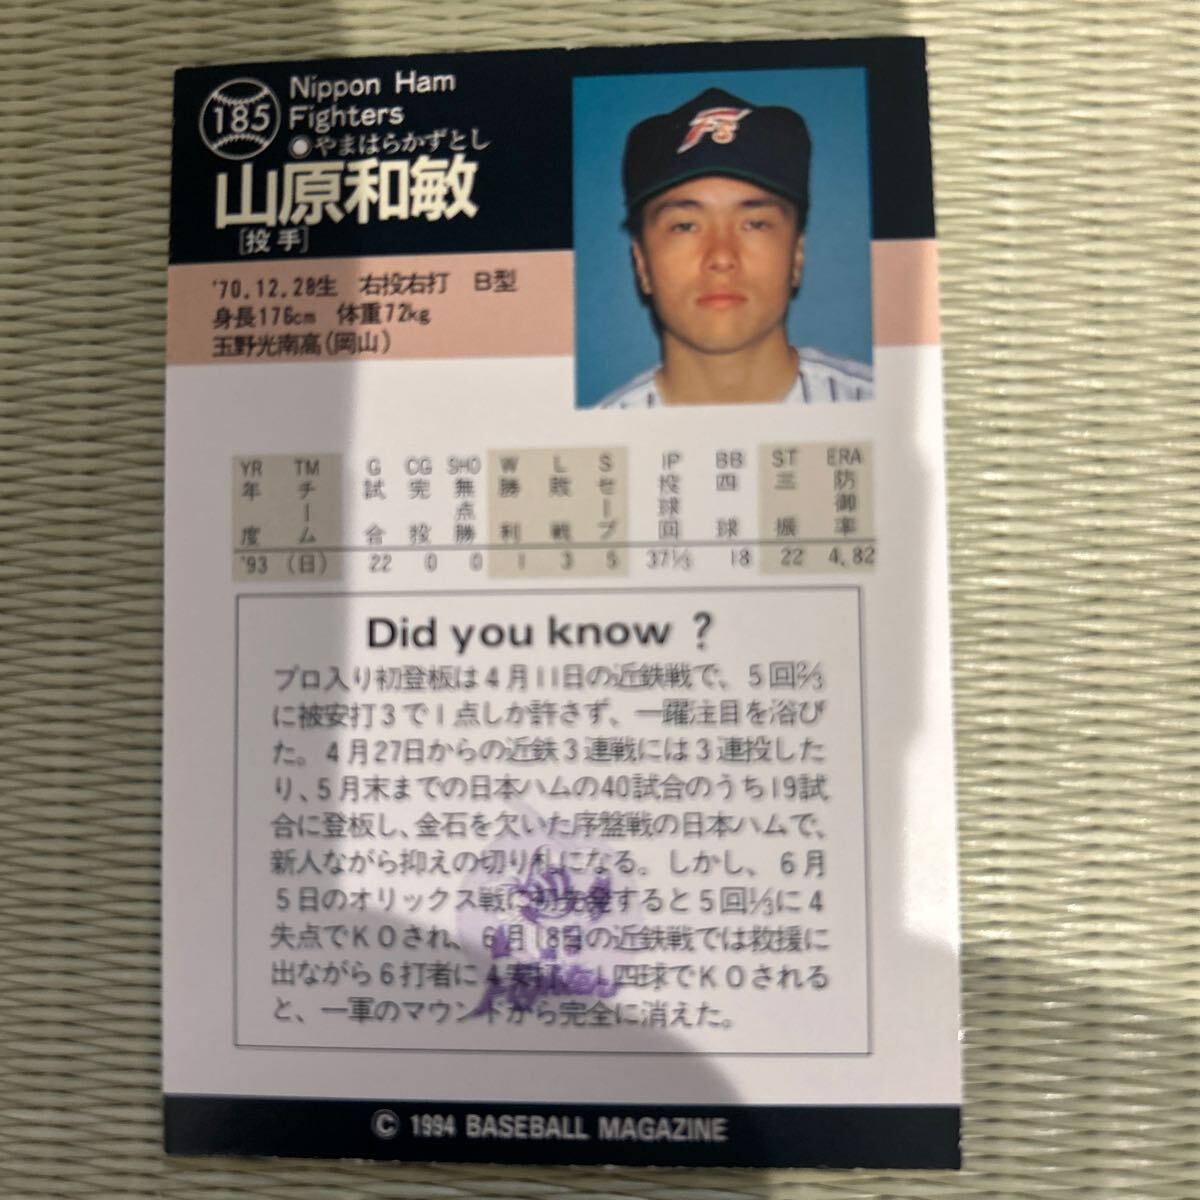 185
Nippon Ham
Fighters
●やまはらかずとし
山原和敏
[投手]
'70.12.28生 右投右打 B型
身長176cm 体重72kg
玉野光南高(岡山)
F s
YR TM G CG SHO W L S IP BB ST ERA
年度 チーム 試合 完投 無点勝 勝利 敗戦 セーブ 投球回 四球 三振 防御率
'93 (日) 22 0 0 1 3 5 37⅓ 18 22 4.82
Did you know ?
プロ入り初登板は4月11日の近鉄戦で、5回⅔
に被安打3で1点しか許さず、一躍注目を浴び
た。4月27日からの近鉄3連戦には3連投した
り、5月末までの日本ハムの40試合のうち19試
合に登板し、金石を欠いた序盤戦の日本ハムで、
新人ながら抑えの切り札になる。しかし、6月
5日のオリックス戦に初先発すると5回⅓に4
失点でKOされ、6月18日の近鉄戦では救援に
出ながら6打者に4安打、1四球でKOされる
と、一軍のマウンドから完全に消えた。
© 1994 BASEBALL MAGAZINE